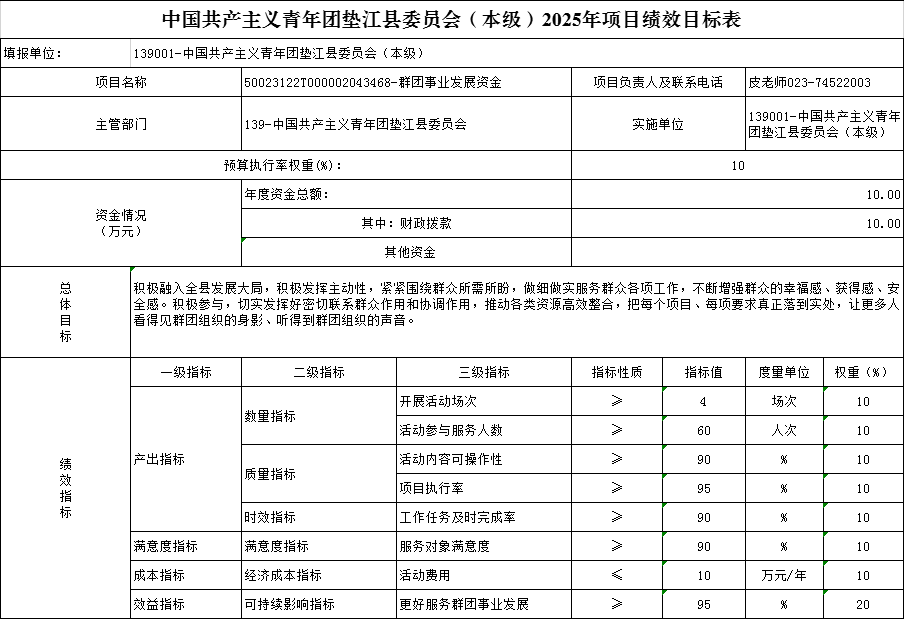 中国共产主义青年团垫江县委员会（本级）2025年项目绩效目标表
填报单位: 139001-中国共产主义青年团垫江县委员会（本级）
项目名称 50023122T000002043468-群团事业发展资金 项目负责人及联系电话 皮老师023-74522003
主管部门 139-中国共产主义青年团垫江县委员会 实施单位 139001-中国共产主义青年团垫江县委员会（本级）
预算执行率权重(%): 10
资金情况（万元） 年度资金总额: 10.00
其中: 财政拨款 10.00
其他资金
总体目标
积极融入全县发展大局，积极发挥主动性，紧紧围绕群众所需所盼，做细做实服务群众各项工作，不断增强群众的幸福感、获得感、安
全感。积极参与，切实发挥好密切联系群众作用和协调作用，推动各类资源高效整合，把每个项目、每项要求真正落到实处，让更多人
看得见群团组织的身影、听得到群团组织的声音。
绩效指标
一级指标 二级指标 三级指标 指标性质 指标值 度量单位 权重（%）
产出指标 数量指标 开展活动场次 ≥ 4 场次 10
活动参与服务人数 ≥ 60 人次 10
质量指标 活动内容可操作性 ≥ 90 % 10
项目执行率 ≥ 95 % 10
时效指标 工作任务及时完成率 ≥ 90 % 10
满意度指标 满意度指标 服务对象满意度 ≥ 90 % 10
成本指标 经济成本指标 活动费用 ≤ 10 万元/年 10
效益指标 可持续影响指标 更好服务群团事业发展 ≥ 95 % 20